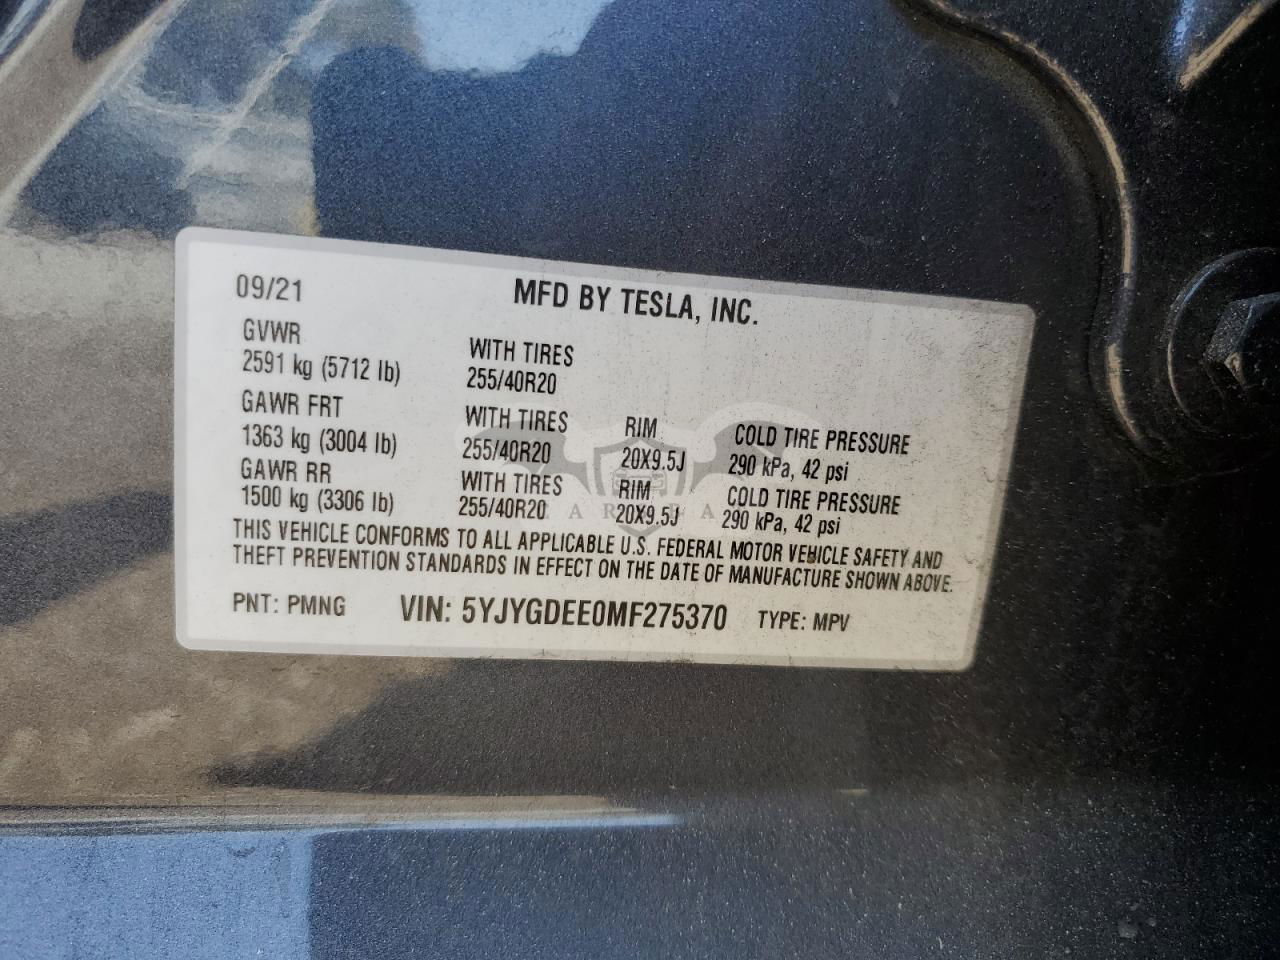 09/21 MFD BY TESLA, INC.
GVWR
2591 kg (5712 lb) WITH TIRES
255/40R20
GAWR FRT
1363 kg (3004 lb) WITH TIRES
255/40R20 RIM
20X9.5J COLD TIRE PRESSURE
290 kPa, 42 psi
GAWR RR
1500 kg (3306 lb) WITH TIRES
255/40R20 RIM
20X9.5J COLD TIRE PRESSURE
290 kPa, 42 psi
THIS VEHICLE CONFORMS TO ALL APPLICABLE U.S. FEDERAL MOTOR VEHICLE SAFETY AND
THEFT PREVENTION STANDARDS IN EFFECT ON THE DATE OF MANUFACTURE SHOWN ABOVE.
PNT: PMNG VIN: 5YJYGDEE0MF275370 TYPE: MPV